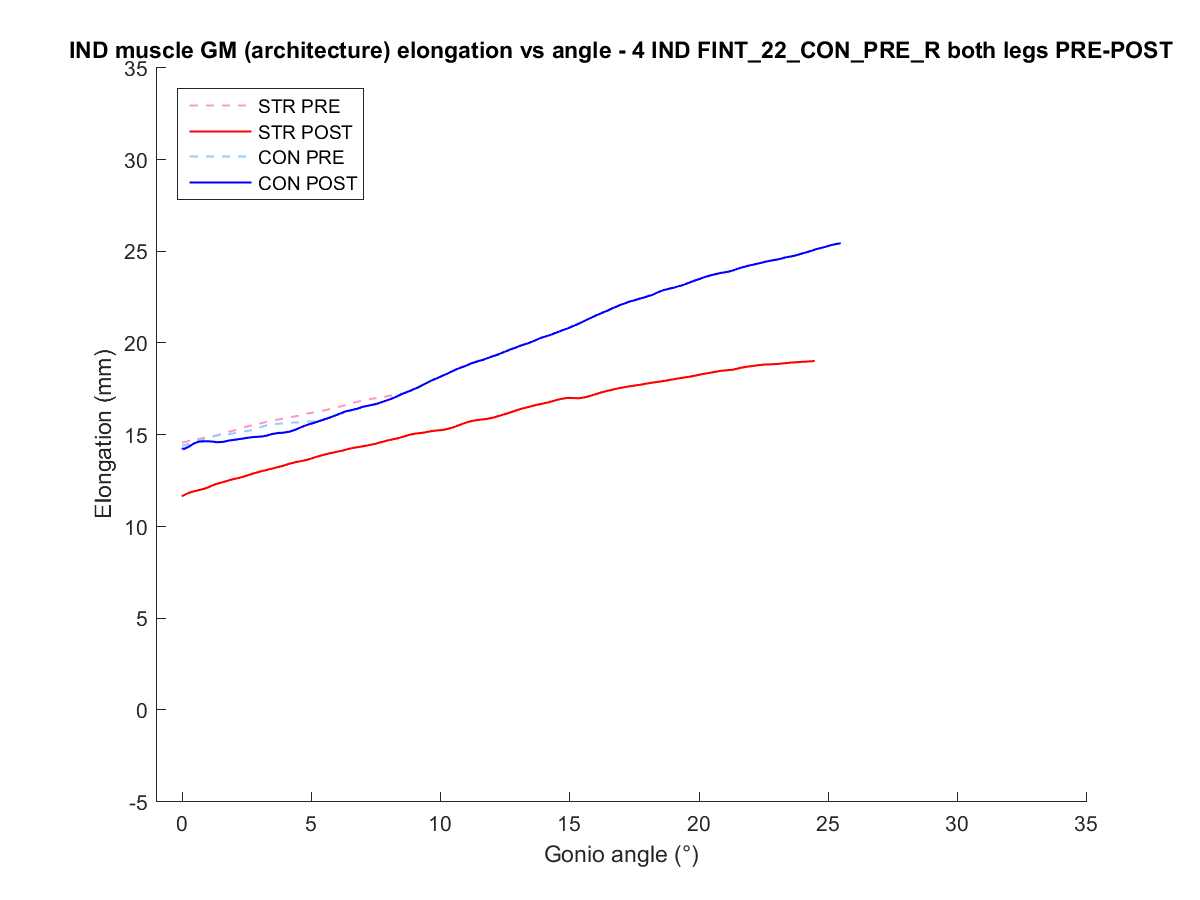 IND muscle GM (architecture) elongation vs angle - 4 IND FINT_22_CON_PRE_R both legs PRE-POST
STR PRE
STR POST
CON PRE
CON POST
Elongation (mm)
35
30
25
20
15
10
5
0
-5
0 5 10 15 20 25 30 35
Gonio angle (°)